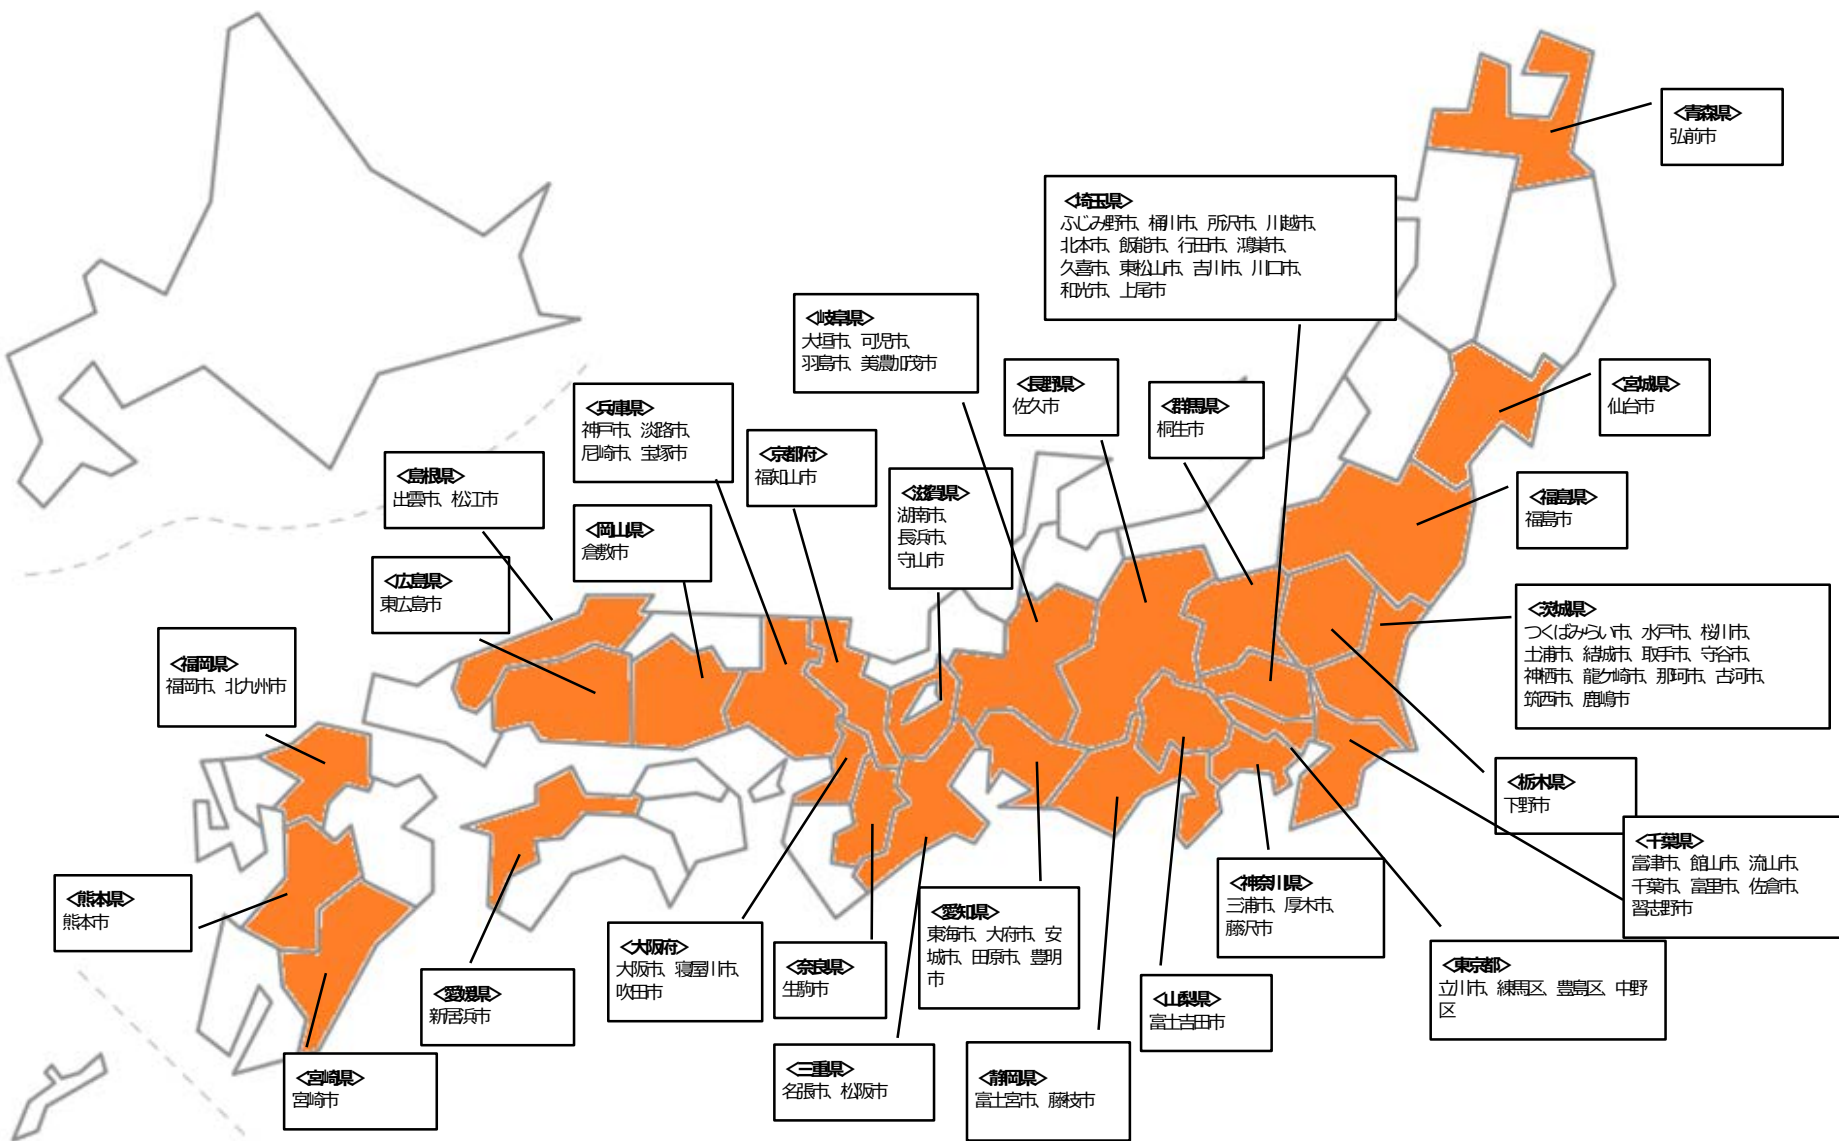 <青森県>
弘前市
<埼玉県>
ふじみ野市、桶川市、所沢市、川越市、
北本市、飯能市、行田市、鴻巣市、
久喜市、東松山市、吉川市、川口市、
和光市、上尾市
<岐阜県>
大垣市、可児市、
羽島市、美濃加茂市
<長野県>
佐久市
<群馬県>
桐生市
<宮城県>
仙台市
<兵庫県>
神戸市、淡路市、
尼崎市、宝塚市
<京都府>
福知山市
<島根県>
出雲市、松江市
<滋賀県>
湖南市、
長浜市、
守山市
<福島県>
福島市
<岡山県>
倉敷市
<広島県>
東広島市
<茨城県>
つくばみらい市、水戸市、桜川市、
土浦市、結城市、取手市、守谷市、
神栖市、龍ケ崎市、那珂市、古河市、
筑西市、鹿嶋市
<福岡県>
福岡市、北九州市
<栃木県>
下野市
<千葉県>
富津市、館山市、流山市、
千葉市、富里市、佐倉市、
習志野市
<熊本県>
熊本市
<神奈川県>
三浦市、厚木市、
藤沢市
<愛知県>
東海市、大府市、安
城市、田原市、豊明
市
<大阪府>
大阪市、寝屋川市、
吹田市
<奈良県>
生駒市
<東京都>
立川市、練馬区、豊島区、中野
区
<愛媛県>
新居浜市
<山梨県>
富士吉田市
<宮崎県>
宮崎市
<三重県>
名張市、松阪市
<静岡県>
富士宮市、藤枝市